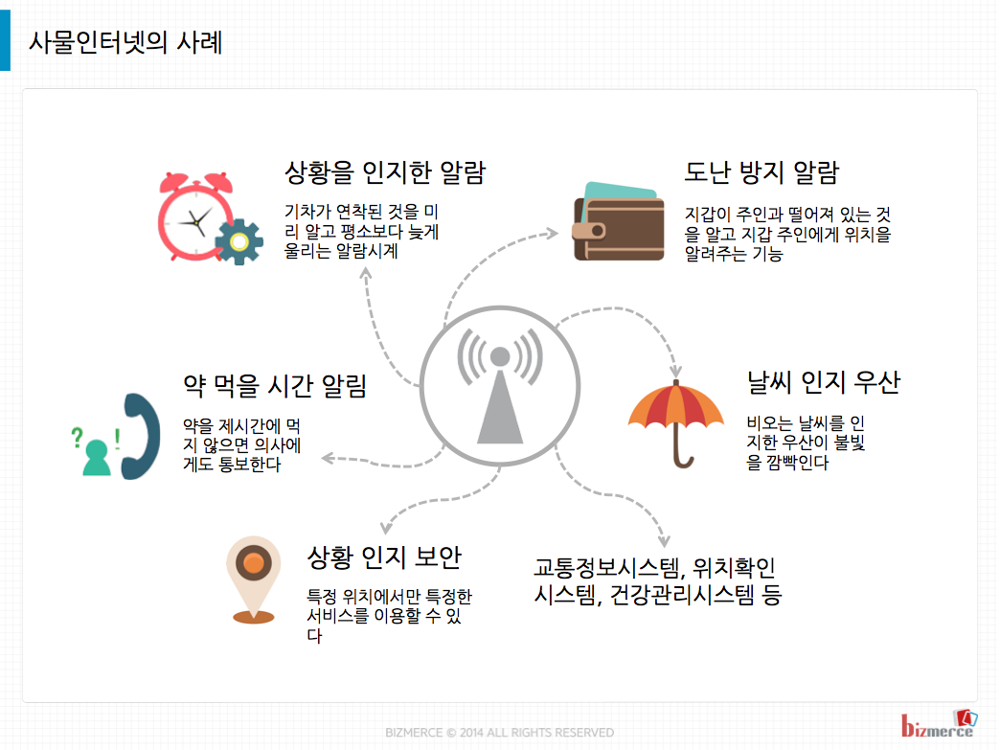 사물인터넷의 사례
상황을 인지한 알람
기차가 연착된 것을 미
리 알고 평소보다 늦게
울리는 알람시계
도난 방지 알람
지갑이 주인과 떨어져 있는 것
을 알고 지갑 주인에게 위치을
알려주는 기능
약 먹을 시간 알림
약을 제시간에 먹
지 않으면 의사에
게도 통보한다
?
!
날씨 인지 우산
비오는 날씨를 인
지한 우산이 불빛
을 깜빡인다
상황 인지 보안
특정 위치에서만 특정한
서비스를 이용할 수 있
다
교통정보시스템, 위치확인
시스템, 건강관리시스템 등
BIZMERCE © 2014 ALL RIGHTS RESERVED
bizmerce